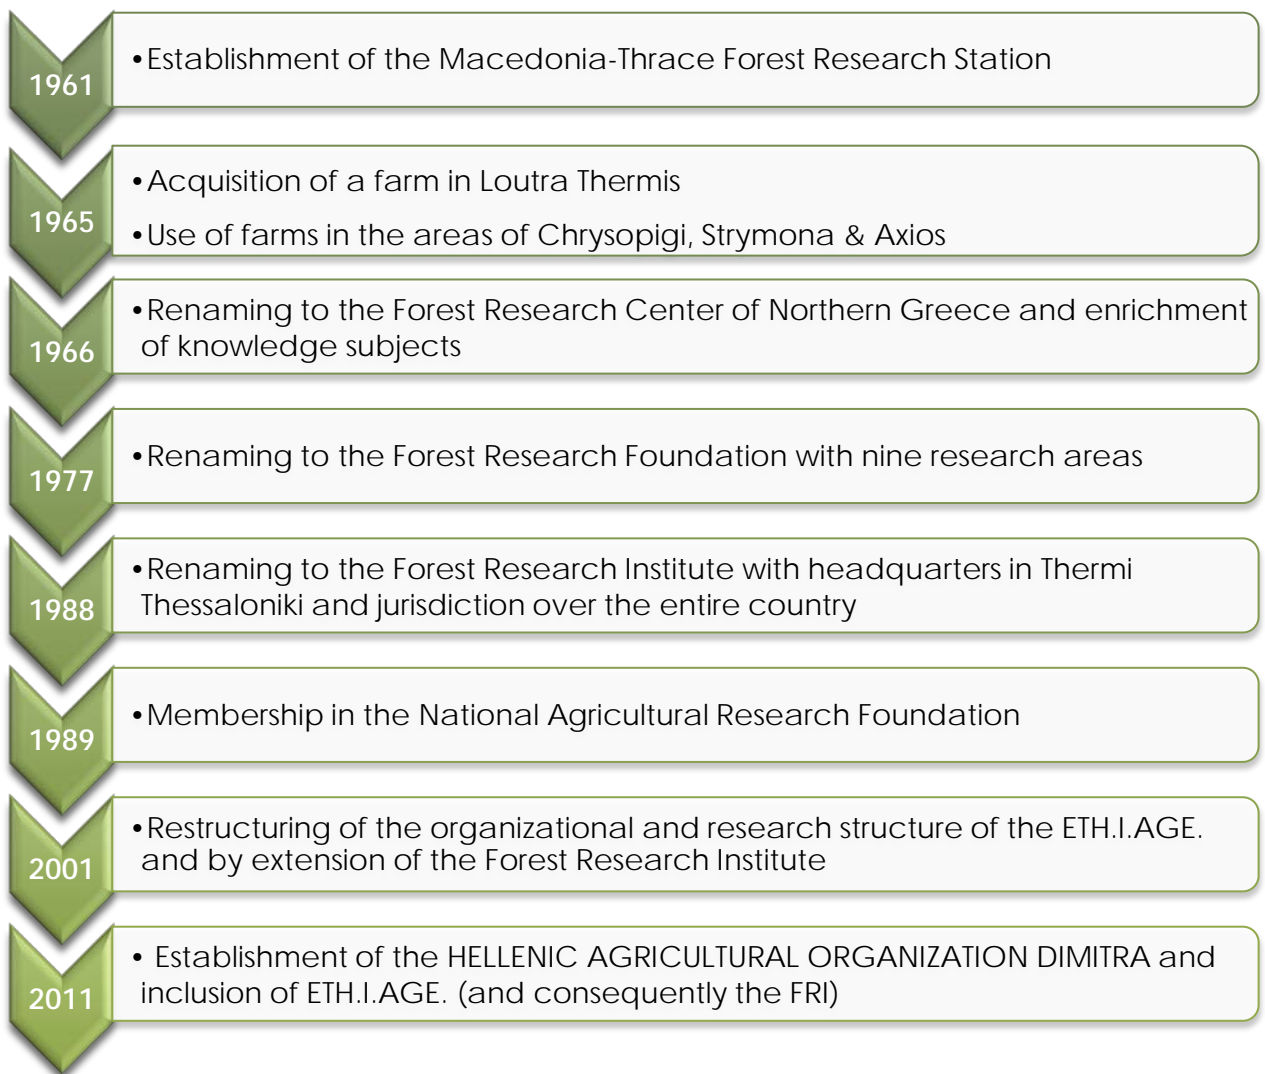 1961
•Establishment of the Macedonia-Thrace Forest Research Station
1965
•Acquisition of a farm in Loutra Thermis
•Use of farms in the areas of Chrysopigi, Strymona & Axios
1966
•Renaming to the Forest Research Center of Northern Greece and enrichment
of knowledge subjects
1977
•Renaming to the Forest Research Foundation with nine research areas
1988
•Renaming to the Forest Research Institute with headquarters in Thermi
Thessaloniki and jurisdiction over the entire country
1989
•Membership in the National Agricultural Research Foundation
2001
•Restructuring of the organizational and research structure of the ETH.I.AGE.
and by extension of the Forest Research Institute
2011
• Establishment of the HELLENIC AGRICULTURAL ORGANIZATION DIMITRA and
inclusion of ETH.I.AGE. (and consequently the FRI)